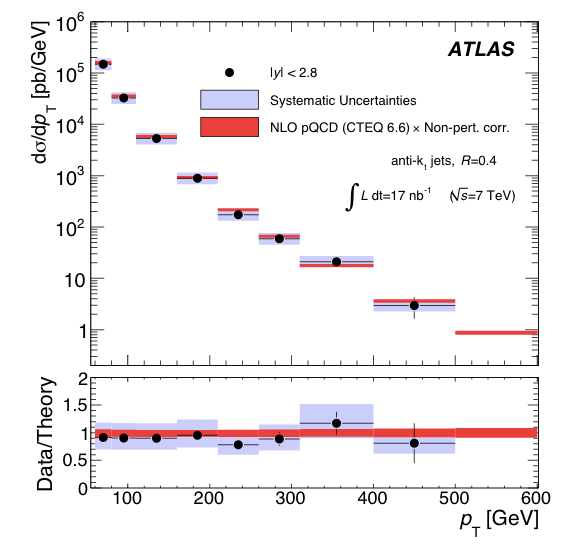 dσ/dp_T [pb/GeV]
10^6
10^5
10^4
10^3
10^2
10
1
ATLAS
|y| < 2.8
Systematic Uncertainties
NLO pQCD (CTEQ 6.6) × Non-pert. corr.
anti-k_t jets, R=0.4
∫ L dt=17 nb^-1 (√s=7 TeV)
Data/Theory
2
1.5
1
0.5
0
100 200 300 400 500 600
p_T [GeV]